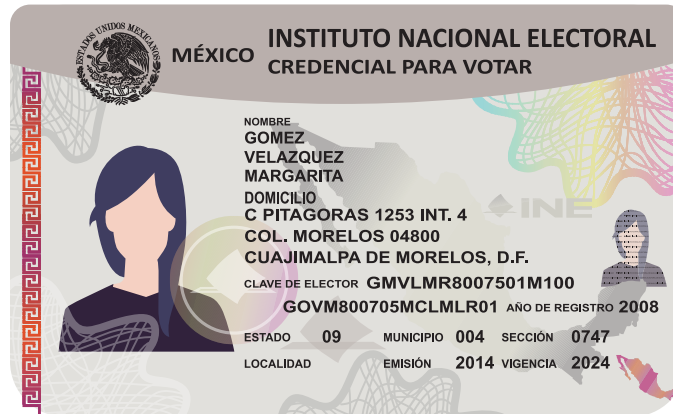 ESTADOS UNIDOS MEXICANOS
MÉXICO
INSTITUTO NACIONAL ELECTORAL
CREDENCIAL PARA VOTAR
NOMBRE
GOMEZ
VELAZQUEZ
MARGARITA
DOMICILIO
C PITAGORAS 1253 INT. 4
COL. MORELOS 04800
CUAJIMALPA DE MORELOS, D.F.
INE
CLAVE DE ELECTOR GMVLMR8007501M100
GOVM800705MCLMLR01 AÑO DE REGISTRO 2008
ESTADO 09 MUNICIPIO 004 SECCIÓN 0747
LOCALIDAD EMISIÓN 2014 VIGENCIA 2024